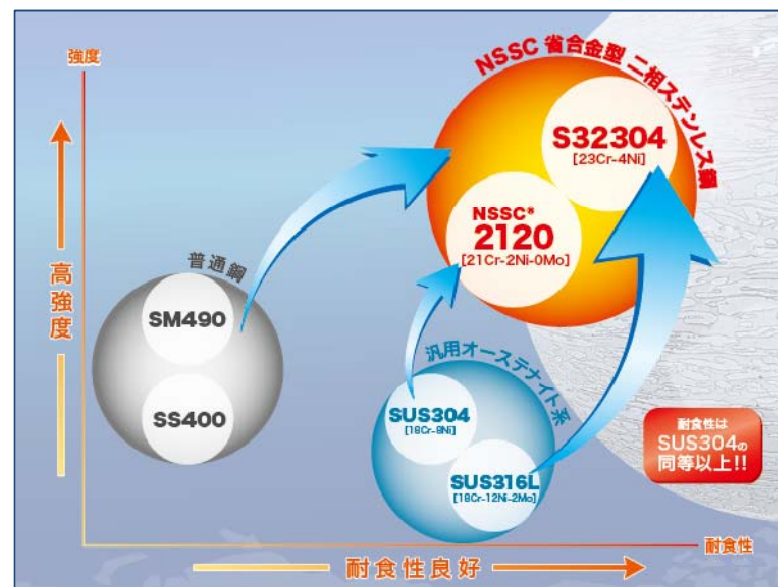 強度
高強度
NSSC 省合金型 二相ステンレス鋼
S32304
[23Cr-4Ni]
NSSC®
2120
[21Cr-2Ni-0Mo]
普通鋼
SM490
SS400
汎用オーステナイト系
SUS304
[18Cr-8Ni]
SUS316L
[18Cr-12Ni-2Mo]
耐食性は
SUS304の
同等以上!!
耐食性
耐食性良好